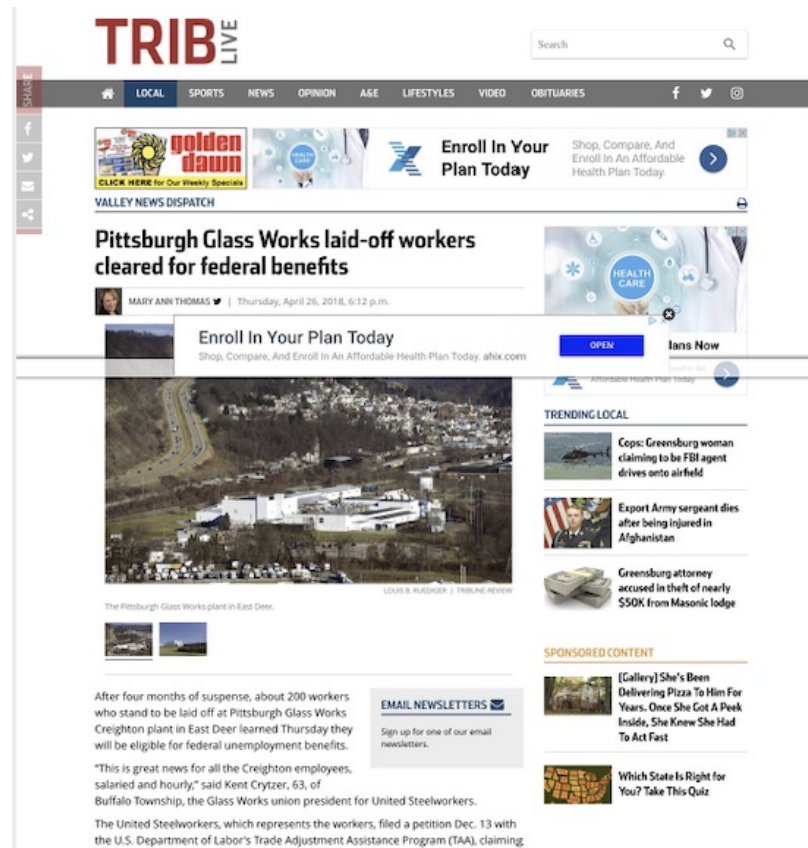 TRIB LIVE
Search
SHARE
LOCAL SPORTS NEWS OPINION A&E LIFESTYLES VIDEO OBITUARIES
golden dawn
CLICK HERE for Our Weekly Specials
HEALTH CARE
Enroll In Your Plan Today
Shop, Compare, And Enroll In An Affordable Health Plan Today.
VALLEY NEWS DISPATCH
Pittsburgh Glass Works laid-off workers
cleared for federal benefits
MARY ANN THOMAS | Thursday, April 26, 2018, 6:12 p.m.
HEALTH CARE
Enroll In Your Plan Today
Shop, Compare, And Enroll In An Affordable Health Plan Today. ahix.com
OPEN
lans Now
Affordable Health Plan Today.
LOUIS B. RUEDIGER | TRIBUNE-REVIEW
The Pittsburgh Glass Works plant in East Deer.
After four months of suspense, about 200 workers
who stand to be laid off at Pittsburgh Glass Works
Creighton plant in East Deer learned Thursday they
will be eligible for federal unemployment benefits.
"This is great news for all the Creighton employees,
salaried and hourly," said Kent Crytzer, 63, of
Buffalo Township, the Glass Works union president for United Steelworkers.
The United Steelworkers, which represents the workers, filed a petition Dec. 13 with
the U.S. Department of Labor's Trade Adjustment Assistance Program (TAA), claiming
EMAIL NEWSLETTERS
Sign up for one of our email
newsletters.
TRENDING LOCAL
Cops: Greensburg woman
claiming to be FBI agent
drives onto airfield
Export Army sergeant dies
after being injured in
Afghanistan
Greensburg attorney
accused in theft of nearly
$50K from Masonic lodge
SPONSORED CONTENT
[Gallery] She's Been
Delivering Pizza To Him For
Years. Once She Got A Peek
Inside, She Knew She Had
To Act Fast
Which State Is Right for
You? Take This Quiz